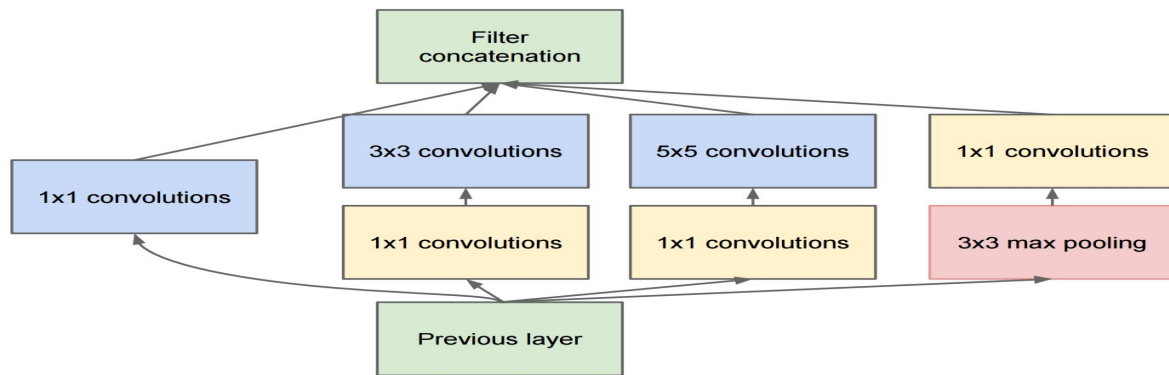 Filter
concatenation
3x3 convolutions
5x5 convolutions
1x1 convolutions
1x1 convolutions
1x1 convolutions
1x1 convolutions
3x3 max pooling
Previous layer